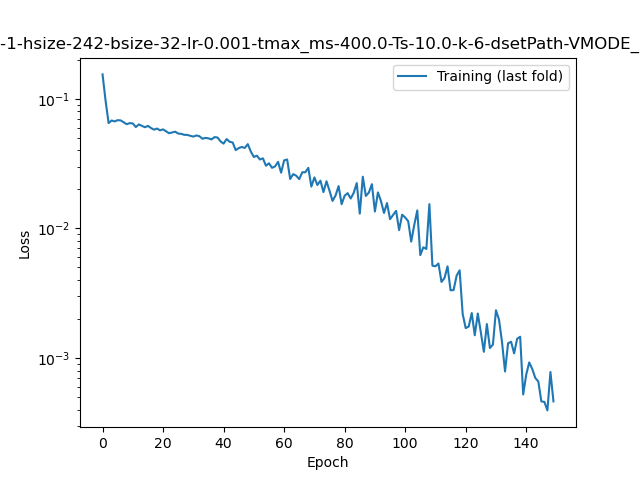 -1-hsize-242-bsize-32-lr-0.001-tmax_ms-400.0-Ts-10.0-k-6-dsetPath-VMODE_
Training (last fold)
Loss
10^{-1}
10^{-2}
10^{-3}
0 20 40 60 80 100 120 140
Epoch